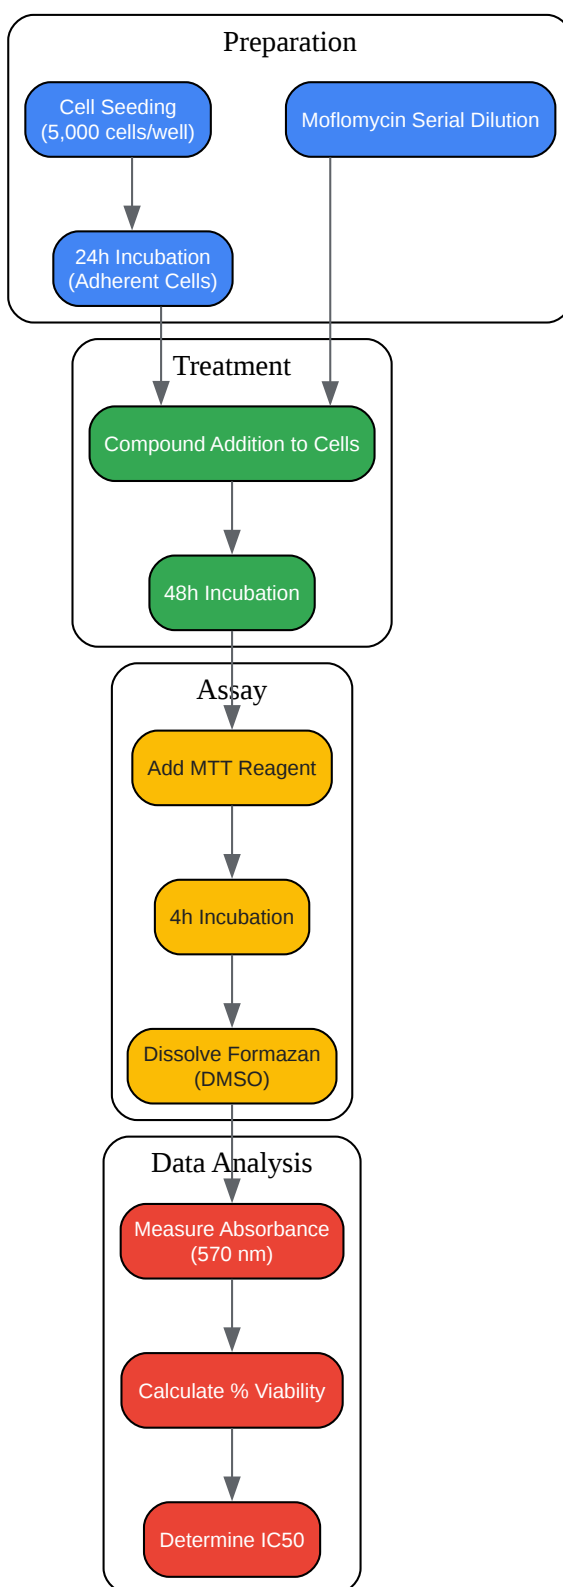 Preparation
Cell Seeding
(5,000 cells/well)
Moflomycin Serial Dilution
24h Incubation
(Adherent Cells)
Treatment
Compound Addition to Cells
48h Incubation
Assay
Add MTT Reagent
4h Incubation
Dissolve Formazan
(DMSO)
Data Analysis
Measure Absorbance
(570 nm)
Calculate % Viability
Determine IC50